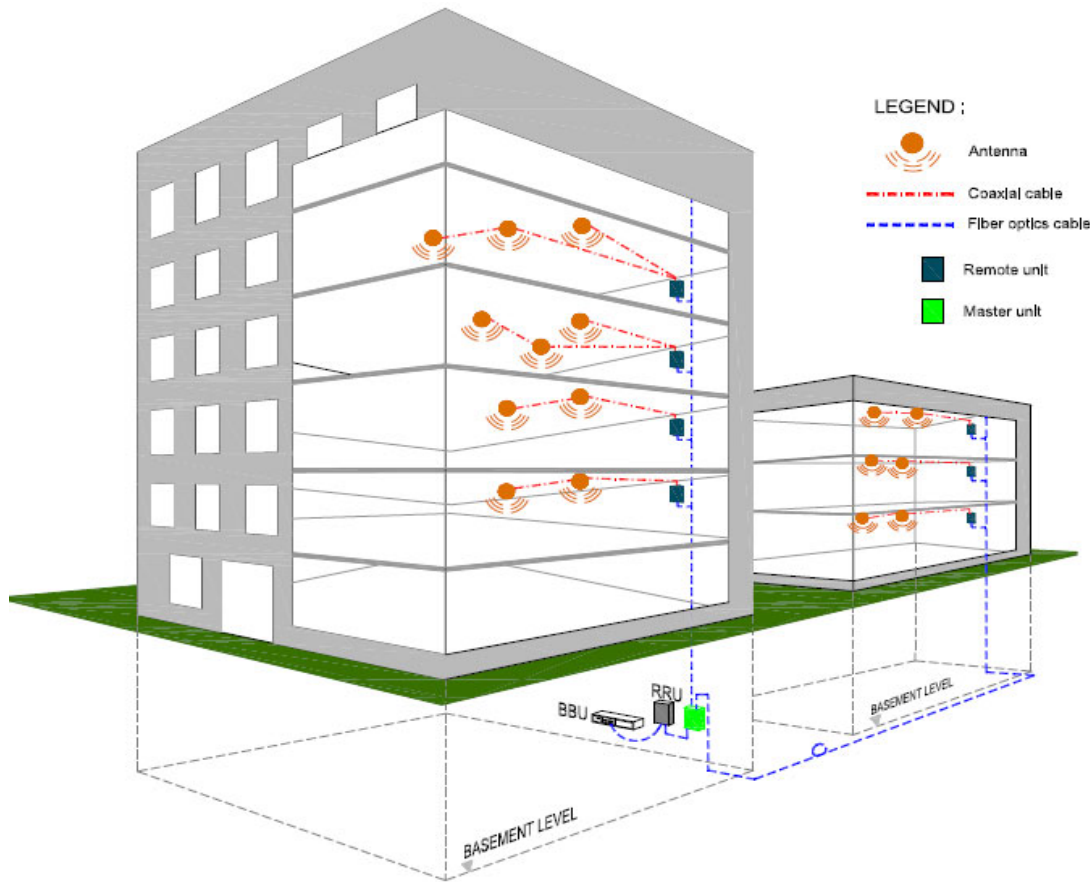 LEGEND :
Antenna
Coaxial cable
Fiber optics cable
Remote unit
Master unit
RRU
BBU
BASEMENT LEVEL
BASEMENT LEVEL